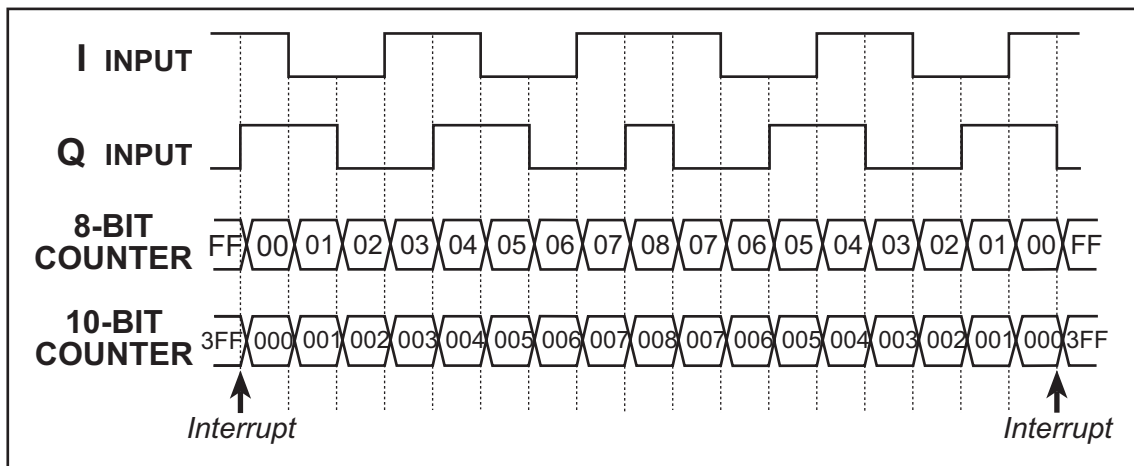 I INPUT
Q INPUT
8-BIT
COUNTER
FF 00 01 02 03 04 05 06 07 08 07 06 05 04 03 02 01 00 FF
10-BIT
COUNTER
3FF 000 001 002 003 004 005 006 007 008 007 006 005 004 003 002 001 000 3FF
Interrupt Interrupt